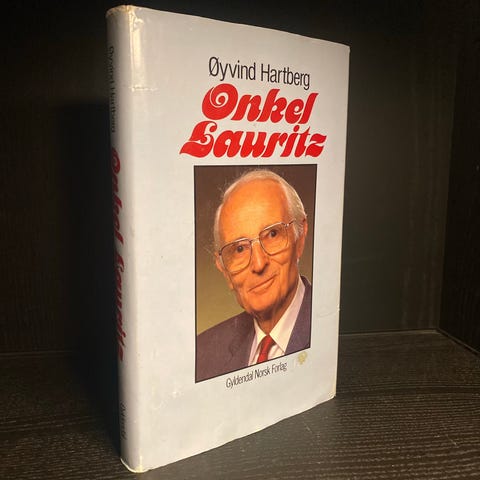 Øyvind Hartberg
Onkel
Lauritz
Gyldendal Norsk Forlag
Øyvind Hartberg
Onkel Lauritz